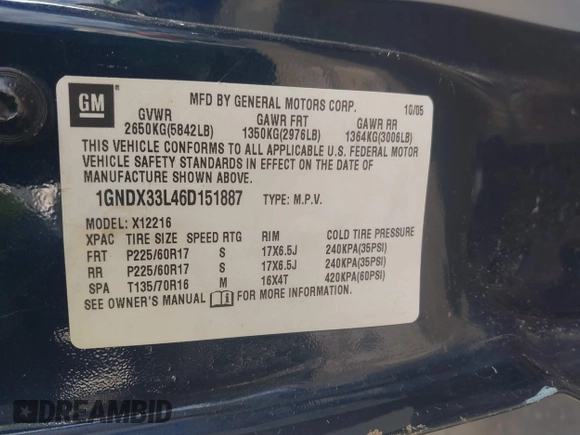 GM
MFD BY GENERAL MOTORS CORP. 10/05
GVWR GAWR FRT GAWR RR
2650KG(5842LB) 1350KG(2976LB) 1364KG(3006LB)
THIS VEHICLE CONFORMS TO ALL APPLICABLE U.S. FEDERAL MOTOR
VEHICLE SAFETY STANDARDS IN EFFECT ON THE DATE OF
MANUFACTURE SHOWN ABOVE.
1GNDX33L46D151887 TYPE: M.P.V.
MODEL: X12216
XPAC TIRE SIZE SPEED RTG RIM COLD TIRE PRESSURE
FRT P225/60R17 S 17X6.5J 240KPA(35PSI)
RR P225/60R17 S 17X6.5J 240KPA(35PSI)
SPA T135/70R16 M 16X4T 420KPA(60PSI)
SEE OWNER'S MANUAL FOR MORE INFORMATION.
DREAMBID